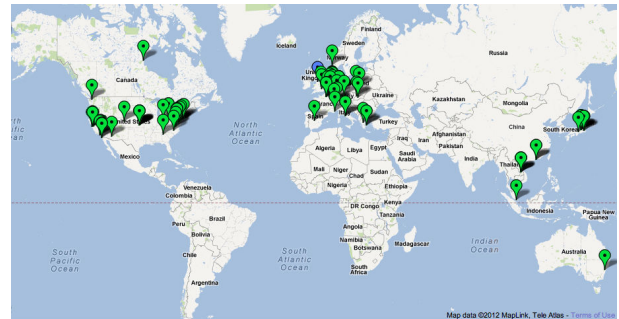 Finland
Iceland
Sweden
Norway
Russia
Canada
United
Kingdom
Ukraine
Kazakhstan
Mongolia
France
Italy
Spain
Turkey
United States
North
Atlantic
Ocean
China
South Korea
Afghanistan
Iraq
Iran
Pakistan
Algeria
Libya
Egypt
Saudi
Arabia
India
Thailand
Mexico
Mali
Niger
Sudan
Chad
Nigeria
Ethiopia
Venezuela
Colombia
DR Congo
Kenya
Indonesia
Papua New
Guinea
Tanzania
Brazil
Peru
Bolivia
Angola
Namibia
Botswana
Madagascar
South
Pacific
Ocean
South
Atlantic
Ocean
Indian
Ocean
Australia
Chile
South
Africa
Argentina
Map data ©2012 MapLink, Tele Atlas - Terms of Use